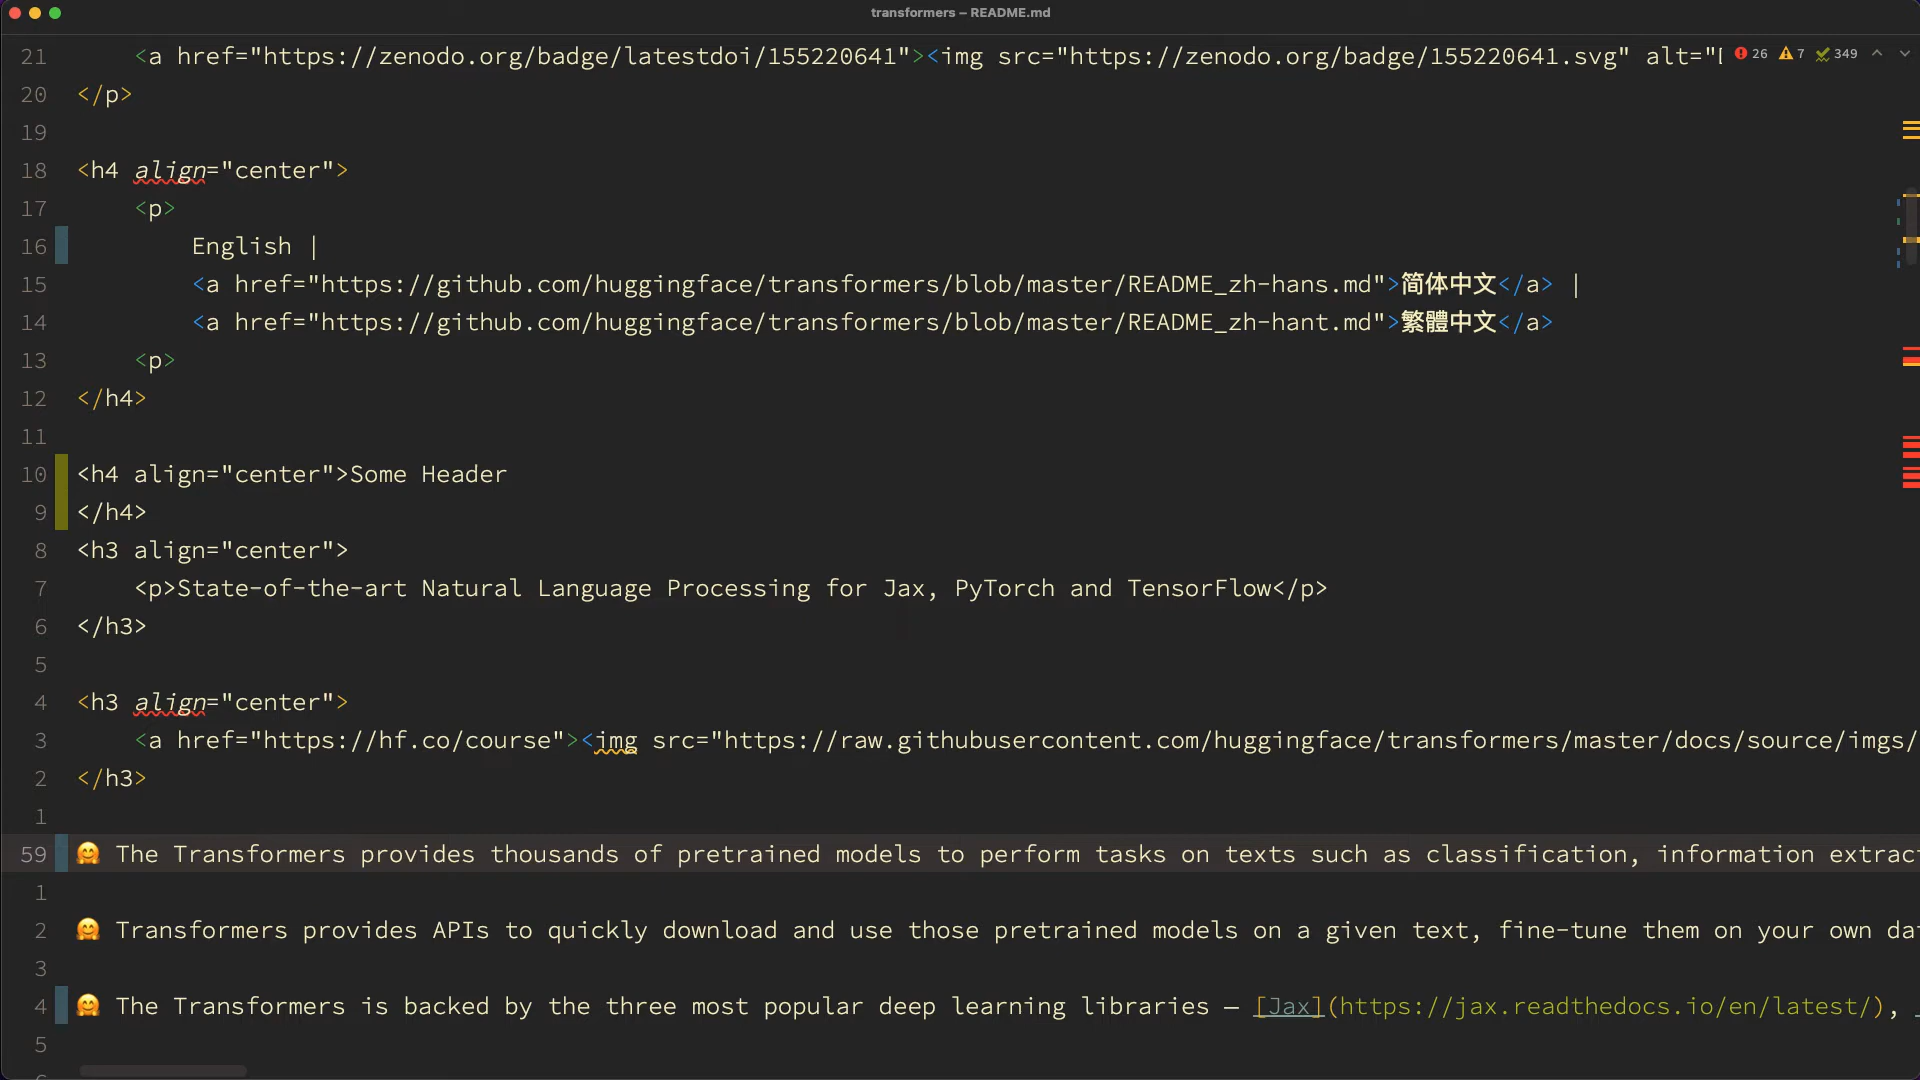 transformers – README.md
21 <a href="https://zenodo.org/badge/latestdoi/155220641"><img src="https://zenodo.org/badge/155220641.svg" alt="[ 26 7 349
20 </p>
19
18 <h4 align="center">
17 <p>
16 English |
15 <a href="https://github.com/huggingface/transformers/blob/master/README_zh-hans.md">简体中文</a> |
14 <a href="https://github.com/huggingface/transformers/blob/master/README_zh-hant.md">繁體中文</a>
13 <p>
12 </h4>
11
10 <h4 align="center">Some Header
9 </h4>
8 <h3 align="center">
7 <p>State-of-the-art Natural Language Processing for Jax, PyTorch and TensorFlow</p>
6 </h3>
5
4 <h3 align="center">
3 <a href="https://hf.co/course"><img src="https://raw.githubusercontent.com/huggingface/transformers/master/docs/source/imgs/
2 </h3>
1
59 🤗 The Transformers provides thousands of pretrained models to perform tasks on texts such as classification, information extrac
1
2 🤗 Transformers provides APIs to quickly download and use those pretrained models on a given text, fine-tune them on your own da
3
4 🤗 The Transformers is backed by the three most popular deep learning libraries — [Jax](https://jax.readthedocs.io/en/latest/),
5